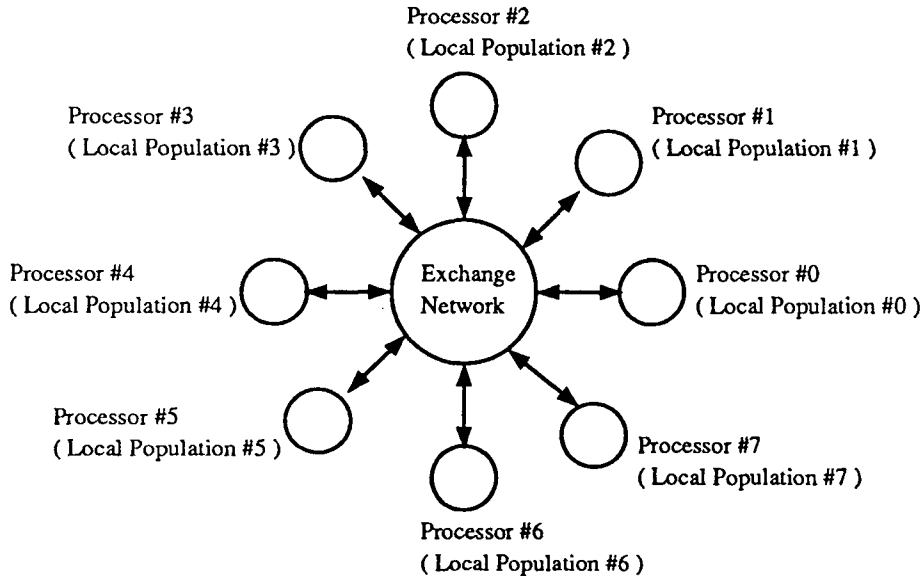 Processor #2
( Local Population #2 )
Processor #3
( Local Population #3 )
Processor #1
( Local Population #1 )
Processor #4
( Local Population #4 )
Exchange
Network
Processor #0
( Local Population #0 )
Processor #5
( Local Population #5 )
Processor #7
( Local Population #7 )
Processor #6
( Local Population #6 )